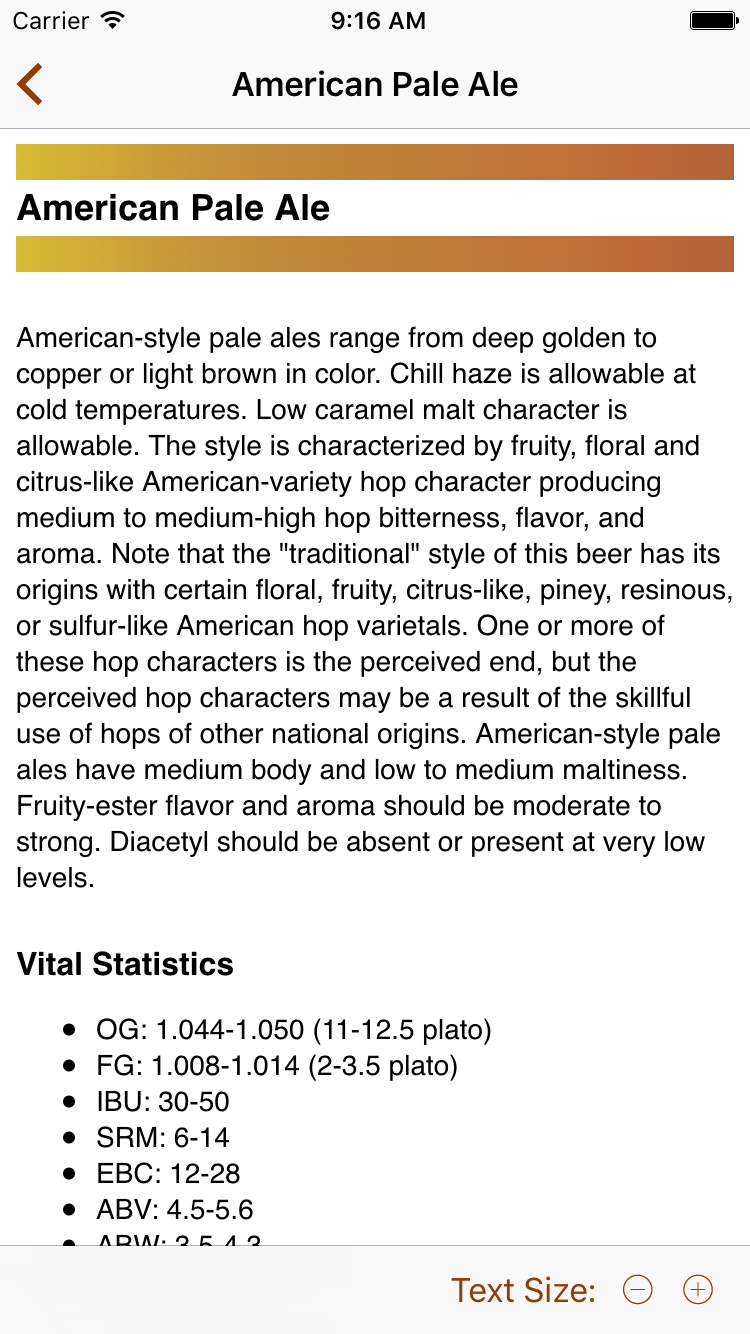 Carrier
9:16 AM
American Pale Ale
American Pale Ale
American-style pale ales range from deep golden to
copper or light brown in color. Chill haze is allowable at
cold temperatures. Low caramel malt character is
allowable. The style is characterized by fruity, floral and
citrus-like American-variety hop character producing
medium to medium-high hop bitterness, flavor, and
aroma. Note that the "traditional" style of this beer has its
origins with certain floral, fruity, citrus-like, piney, resinous,
or sulfur-like American hop varietals. One or more of
these hop characters is the perceived end, but the
perceived hop characters may be a result of the skillful
use of hops of other national origins. American-style pale
ales have medium body and low to medium maltiness.
Fruity-ester flavor and aroma should be moderate to
strong. Diacetyl should be absent or present at very low
levels.
Vital Statistics
• OG: 1.044-1.050 (11-12.5 plato)
• FG: 1.008-1.014 (2-3.5 plato)
• IBU: 30-50
• SRM: 6-14
• EBC: 12-28
• ABV: 4.5-5.6
• ABW: 3.5-4.3
Text Size: